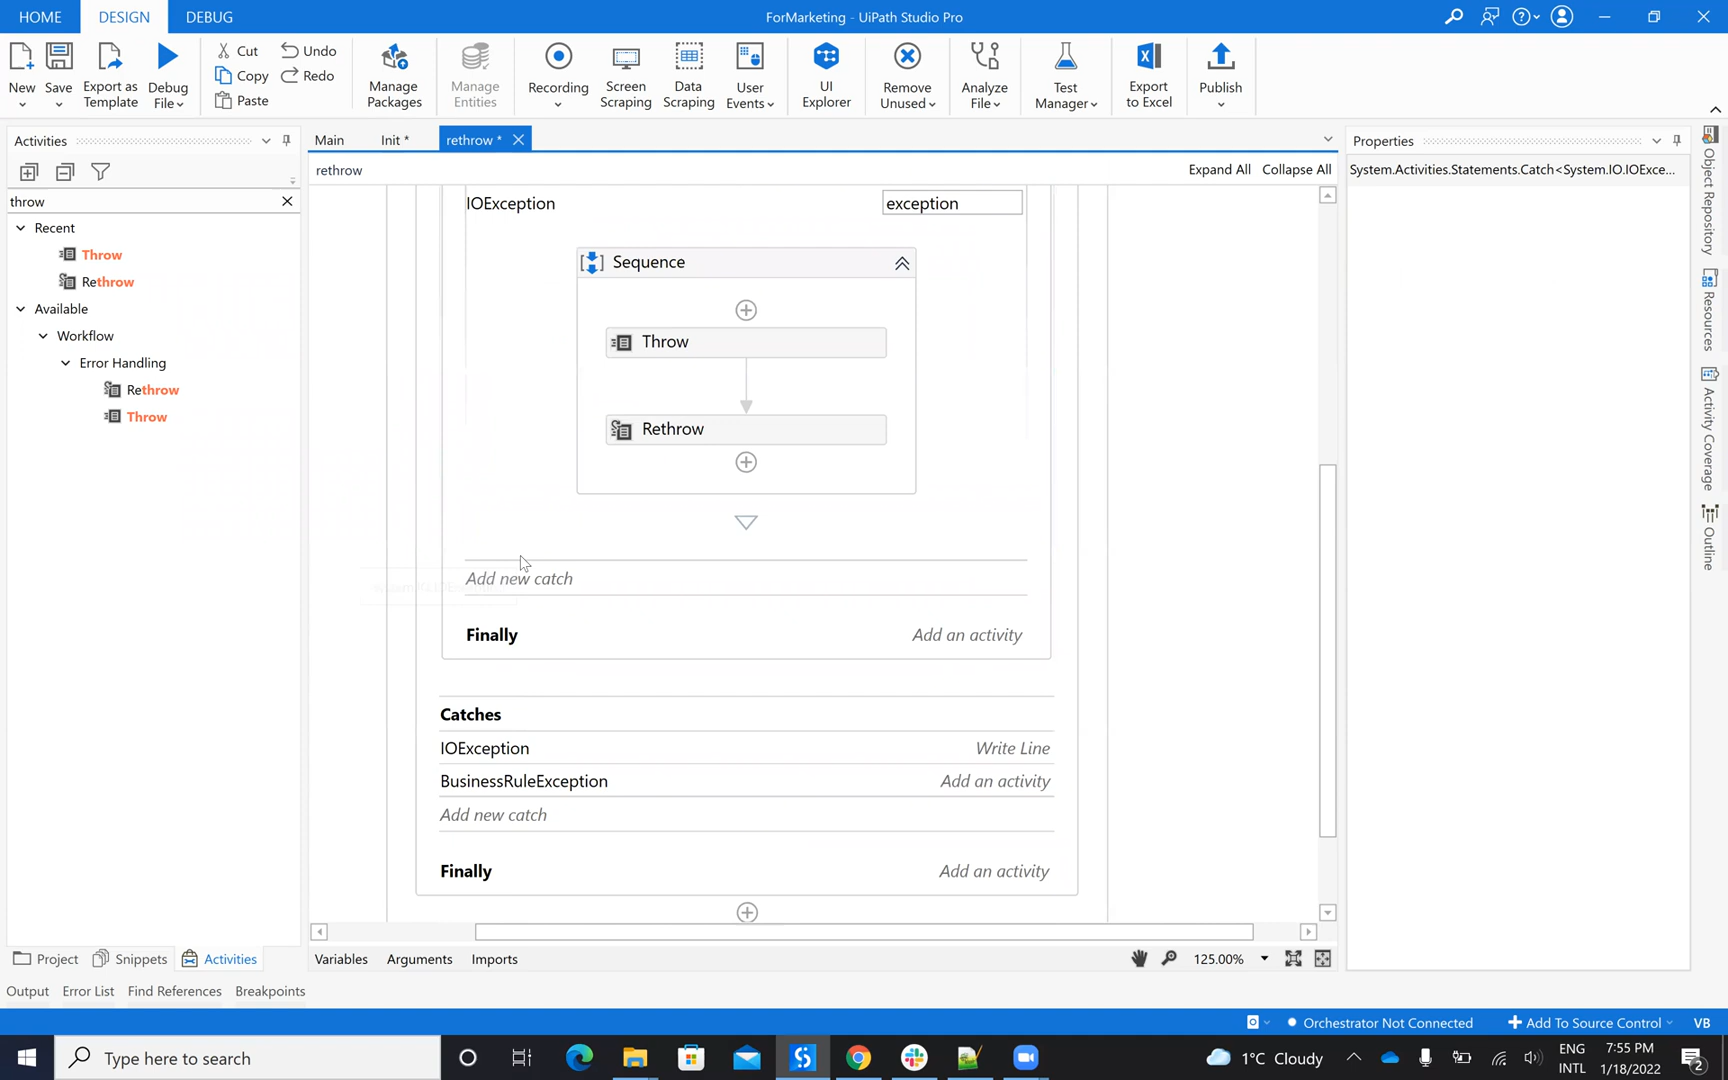 HOME DESIGN DEBUG ForMarketing - UiPath Studio Pro
New Save Export as Template Debug File Cut Copy Paste Undo Redo Manage Packages Manage Entities Recording Screen Scraping Data Scraping User Events UI Explorer Remove Unused Analyze File Test Manager Export to Excel Publish
Activities Main Init * rethrow * Properties
rethrow Expand All Collapse All System.Activities.Statements.Catch<System.IO.IOExce...
throw
Recent
Throw
Rethrow
Available
Workflow
Error Handling
Rethrow
Throw
IOException exception
Sequence
Throw
Rethrow
Add new catch
Finally Add an activity
Catches
IOException Write Line
BusinessRuleException Add an activity
Add new catch
Finally Add an activity
Object Repository
Resources
Activity Coverage
Outline
Project Snippets Activities Variables Arguments Imports 125.00%
Output Error List Find References Breakpoints
Orchestrator Not Connected Add To Source Control VB
Type here to search 1°C Cloudy ENG INTL 7:55 PM 1/18/2022 2